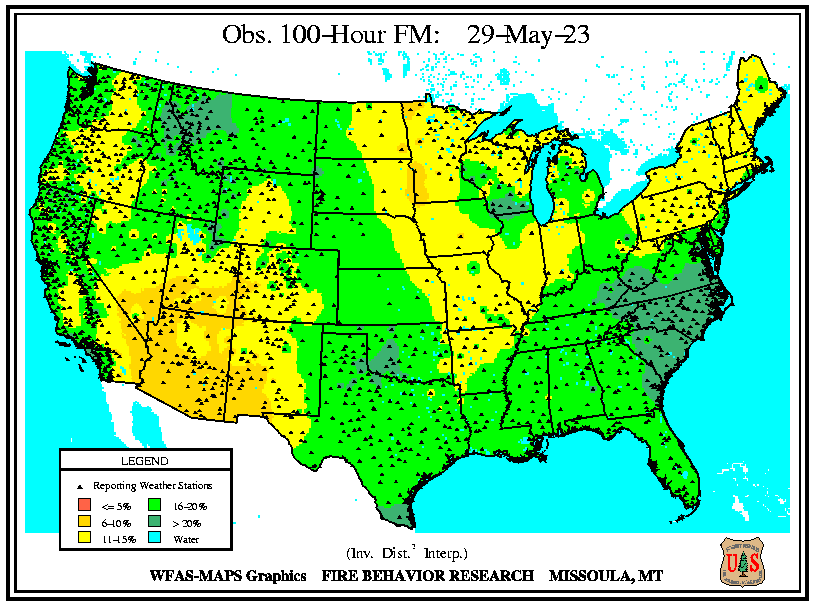 Obs. 100-Hour FM: 29-May-23
LEGEND
Reporting Weather Stations
<= 5%
16-20%
6-10%
> 20%
11-15%
Water
(Inv. Dist.² Interp.)
WFAS-MAPS Graphics FIRE BEHAVIOR RESEARCH MISSOULA, MT
U S